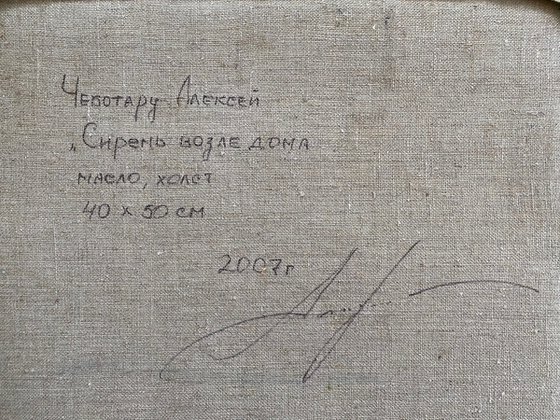 Чеботару Алексей
„Сирень возле дома
масло, холст
40 х 50 см
2007г